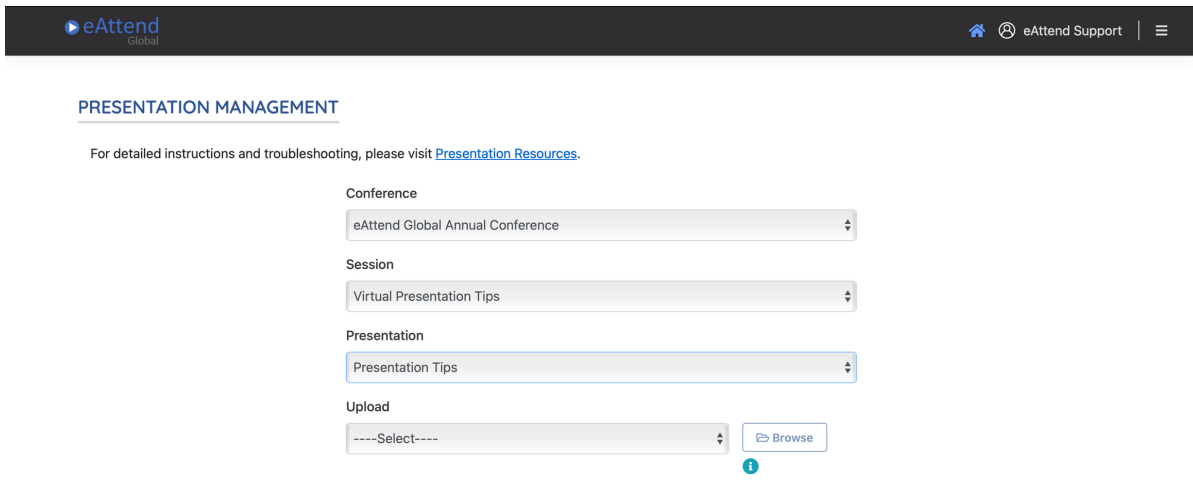 eAttend
Global
eAttend Support
PRESENTATION MANAGEMENT
For detailed instructions and troubleshooting, please visit Presentation Resources.
Conference
eAttend Global Annual Conference
Session
Virtual Presentation Tips
Presentation
Presentation Tips
Upload
----Select----
Browse
i